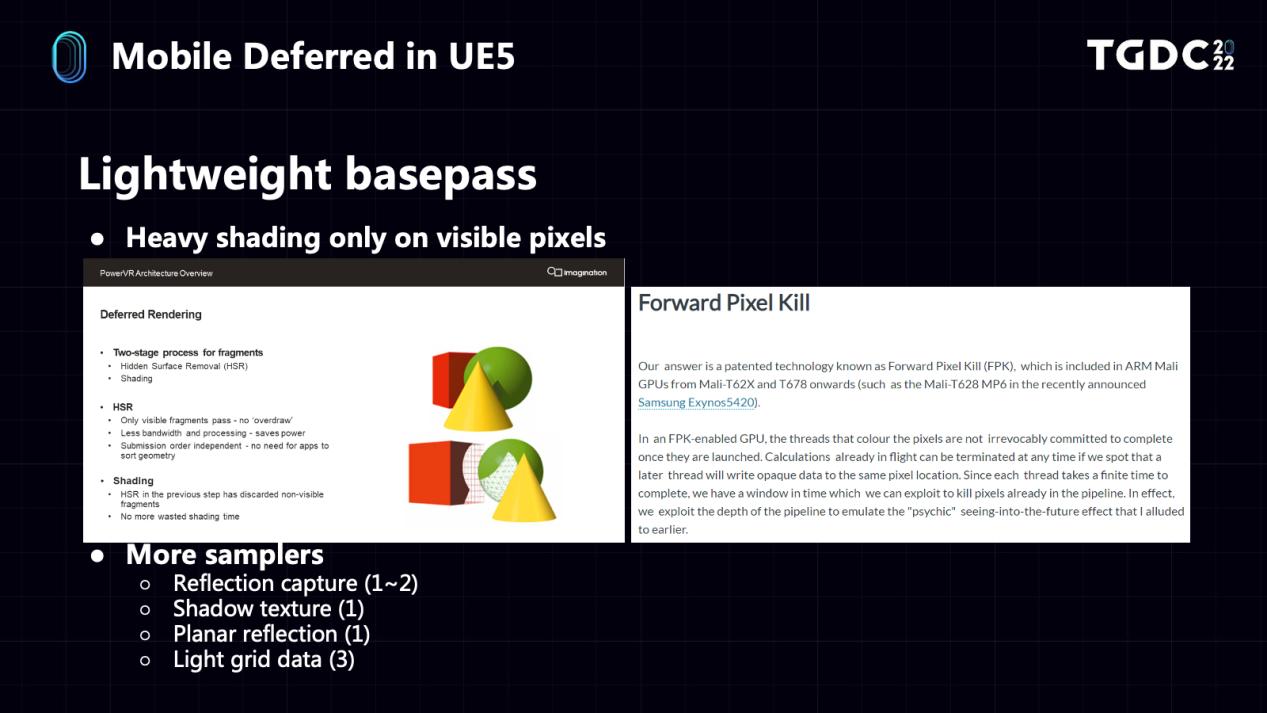 Mobile Deferred in UE5
TGDC 20
22
Lightweight basepass
● Heavy shading only on visible pixels
PowerVR Architecture Overview
Imagination
Deferred Rendering
• Two-stage process for fragments
• Hidden Surface Removal (HSR)
• Shading
• HSR
• Only visible fragments pass - no 'overdraw'
• Less bandwidth and processing - saves power
• Submission order independent - no need for apps to
sort geometry
• Shading
• HSR in the previous step has discarded non-visible
fragments
• No more wasted shading time
Forward Pixel Kill
Our answer is a patented technology known as Forward Pixel Kill (FPK), which is included in ARM Mali
GPUs from Mali-T62X and T678 onwards (such as the Mali-T628 MP6 in the recently announced
Samsung Exynos5420).
In an FPK-enabled GPU, the threads that colour the pixels are not irrevocably committed to complete
once they are launched. Calculations already in flight can be terminated at any time if we spot that a
later thread will write opaque data to the same pixel location. Since each thread takes a finite time to
complete, we have a window in time which we can exploit to kill pixels already in the pipeline. In effect,
we exploit the depth of the pipeline to emulate the "psychic" seeing-into-the-future effect that I alluded
to earlier.
● More samplers
○ Reflection capture (1~2)
○ Shadow texture (1)
○ Planar reflection (1)
○ Light grid data (3)